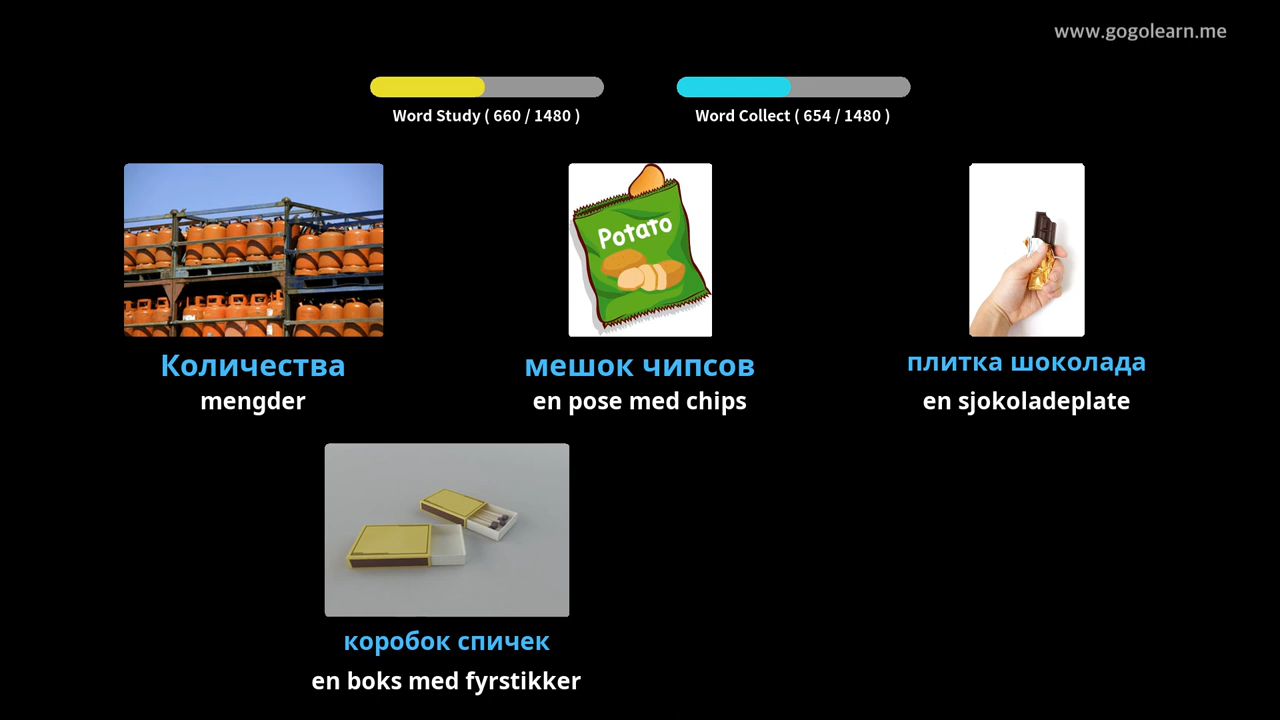 www.gogolearn.me
Word Study ( 660 / 1480 )
Word Collect ( 654 / 1480 )
Potato
Количества
mengder
мешок чипсов
en pose med chips
плитка шоколада
en sjokoladeplate
коробок спичек
en boks med fyrstikker